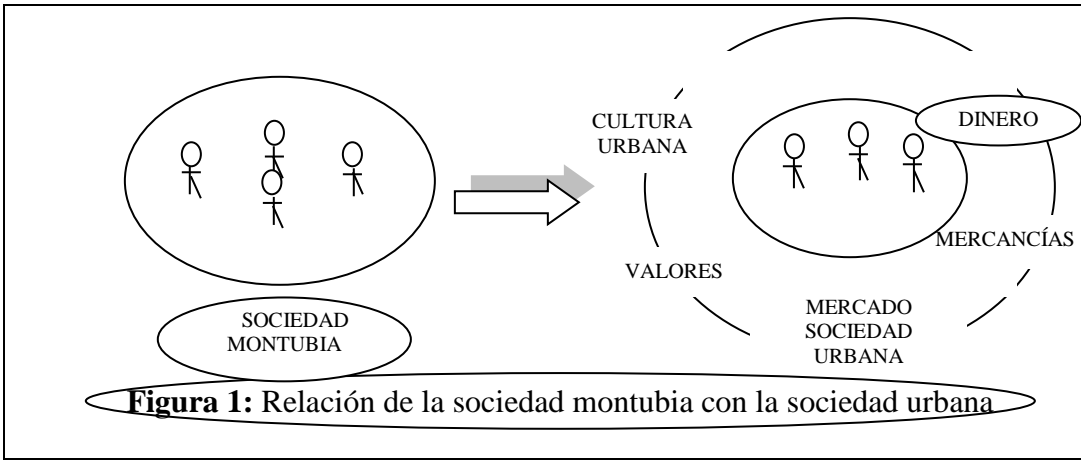 SOCIEDAD
MONTUBIA
CULTURA
URBANA
DINERO
MERCANCÍAS
VALORES
MERCADO
SOCIEDAD
URBANA
Figura 1: Relación de la sociedad montubia con la sociedad urbana